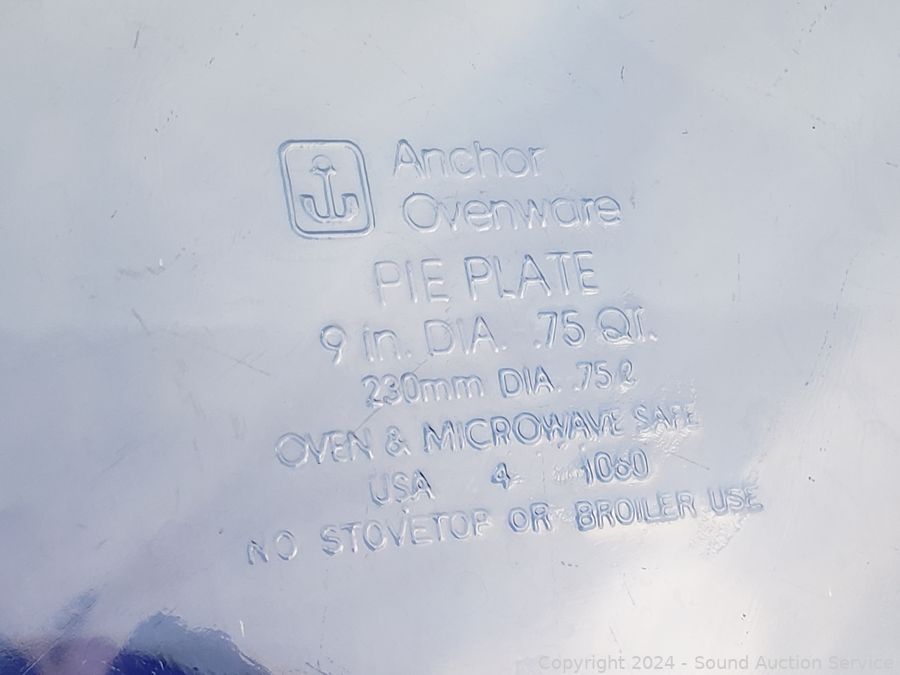 Anchor
Ovenware
PIE PLATE
9 in. DIA. .75 QT.
230mm DIA. .75 ℓ
OVEN & MICROWAVE SAFE
USA 4 1060
NO STOVETOP OR BROILER USE
Copyright 2024 - Sound Auction Service